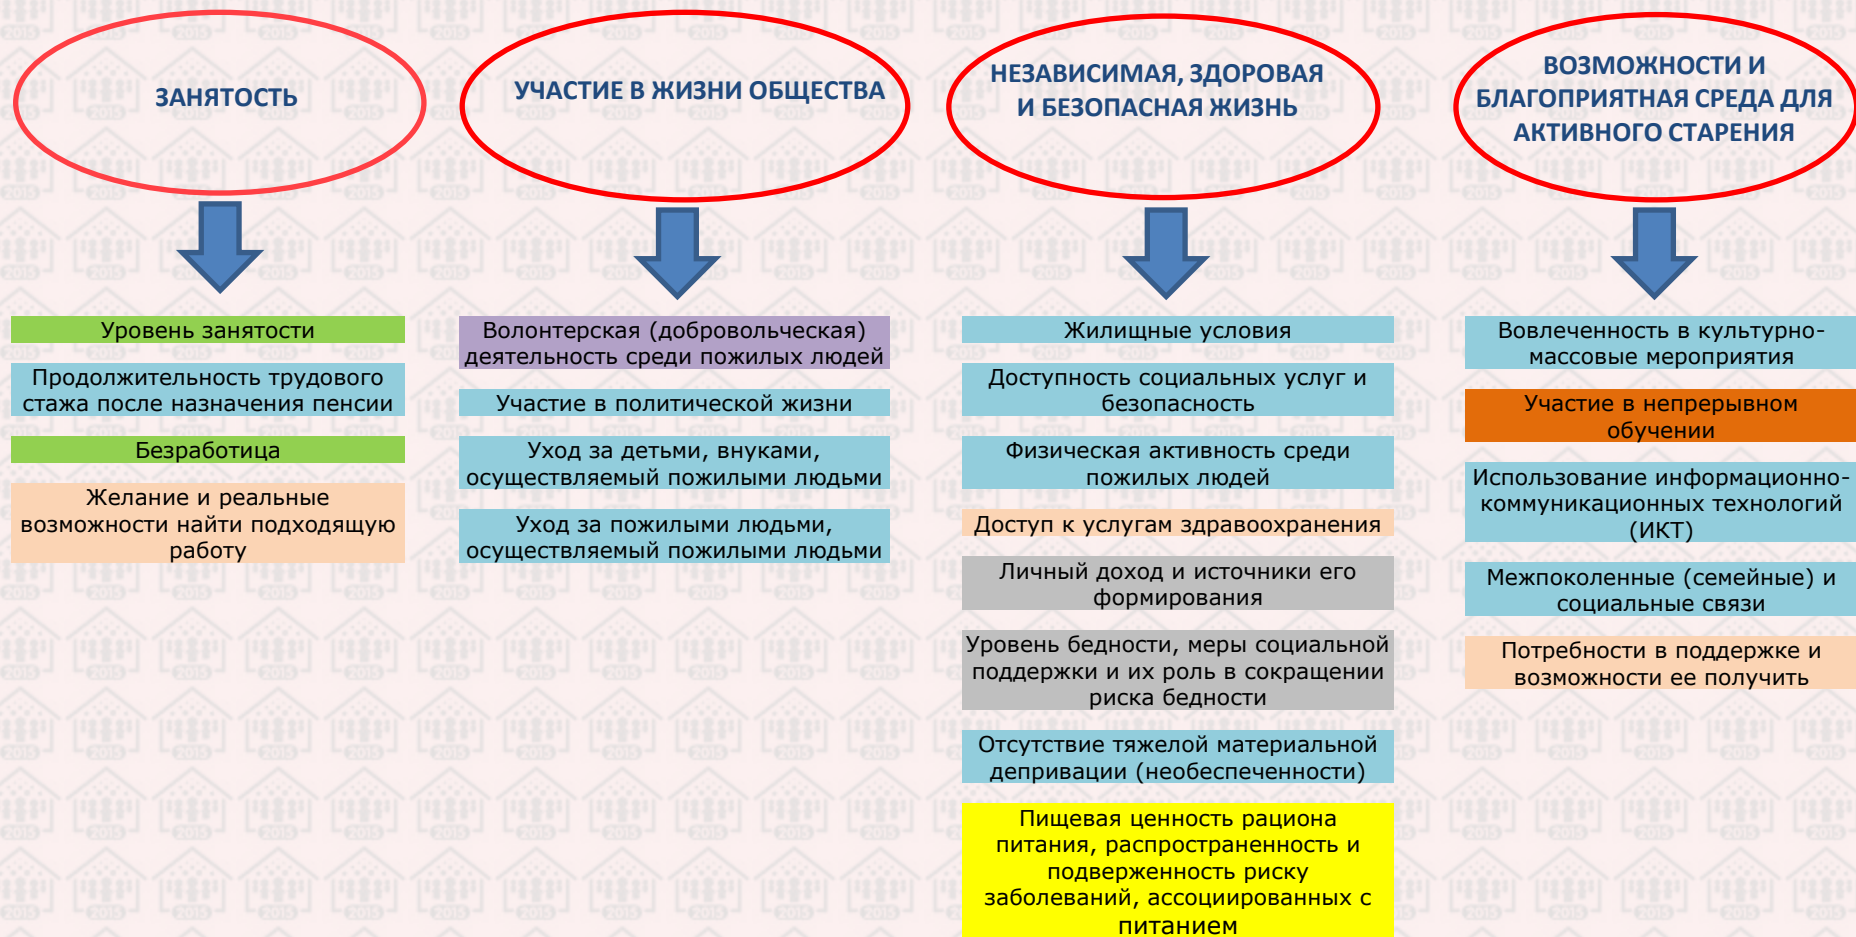 ЗАНЯТОСТЬ
УЧАСТИЕ В ЖИЗНИ ОБЩЕСТВА
НЕЗАВИСИМАЯ, ЗДОРОВАЯ
И БЕЗОПАСНАЯ ЖИЗНЬ
ВОЗМОЖНОСТИ И
БЛАГОПРИЯТНАЯ СРЕДА ДЛЯ
АКТИВНОГО СТАРЕНИЯ
Уровень занятости
Продолжительность трудового
стажа после назначения пенсии
Безработица
Желание и реальные
возможности найти подходящую
работу
Волонтерская (добровольческая)
деятельность среди пожилых людей
Участие в политической жизни
Уход за детьми, внуками,
осуществляемый пожилыми людьми
Уход за пожилыми людьми,
осуществляемый пожилыми людьми
Жилищные условия
Доступность социальных услуг и
безопасность
Физическая активность среди
пожилых людей
Доступ к услугам здравоохранения
Личный доход и источники его
формирования
Уровень бедности, меры социальной
поддержки и их роль в сокращении
риска бедности
Отсутствие тяжелой материальной
депривации (необеспеченности)
Пищевая ценность рациона
питания, распространенность и
подверженность риску
заболеваний, ассоциированных с
питанием
Вовлеченность в культурно-
массовые мероприятия
Участие в непрерывном
обучении
Использование информационно-
коммуникационных технологий
(ИКТ)
Межпоколенные (семейные) и
социальные связи
Потребности в поддержке и
возможности ее получить